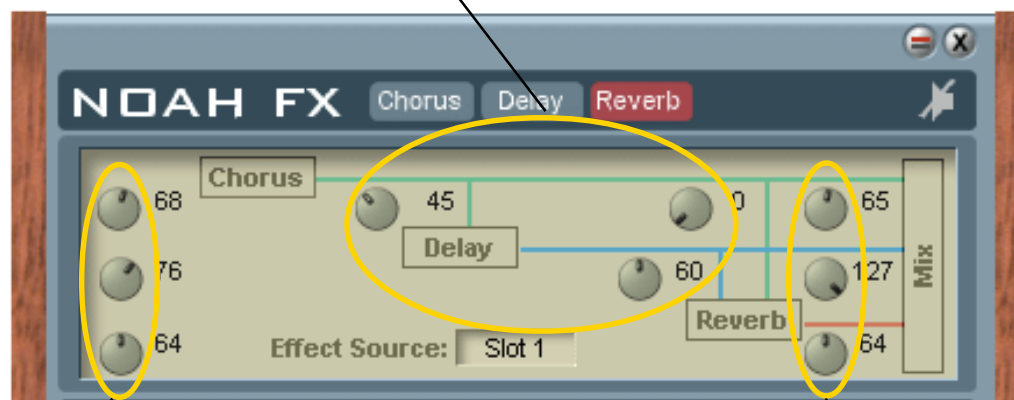 NOAH FX Chorus Delay Reverb
Chorus
68 45 0 65
Delay
76 60 127
Mix
Reverb
64 Effect Source: Slot 1 64